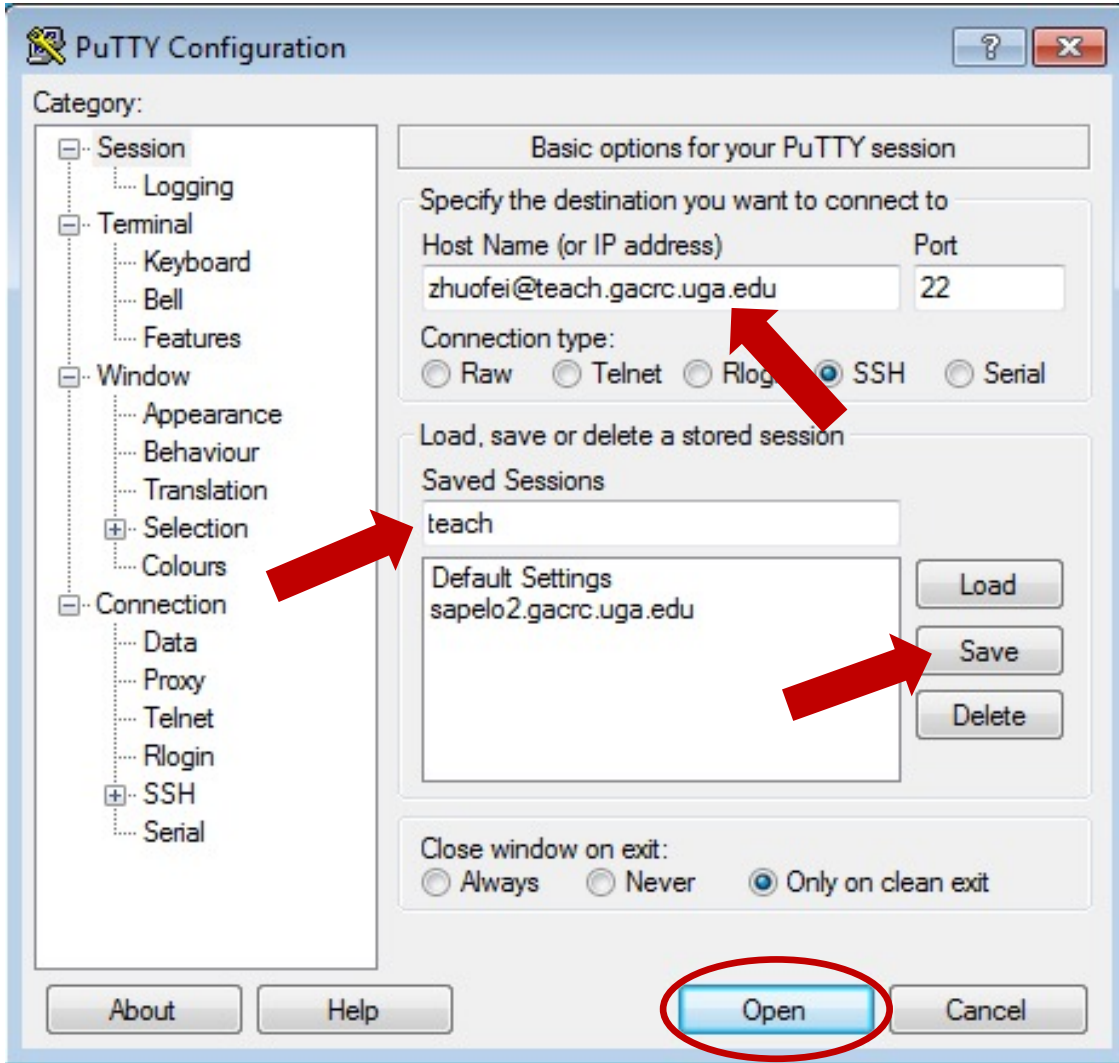 PuTTY Configuration
?
Category:
Session
Logging
Terminal
Keyboard
Bell
Features
Window
Appearance
Behaviour
Translation
Selection
Colours
Connection
Data
Proxy
Telnet
Rlogin
SSH
Serial
Basic options for your PuTTY session
Specify the destination you want to connect to
Host Name (or IP address) Port
zhuofei@teach.gacrc.uga.edu 22
Connection type:
Raw Telnet Rlogin SSH Serial
Load, save or delete a stored session
Saved Sessions
teach
Default Settings
sapelo2.gacrc.uga.edu
Load
Save
Delete
Close window on exit:
Always Never Only on clean exit
About Help Open Cancel